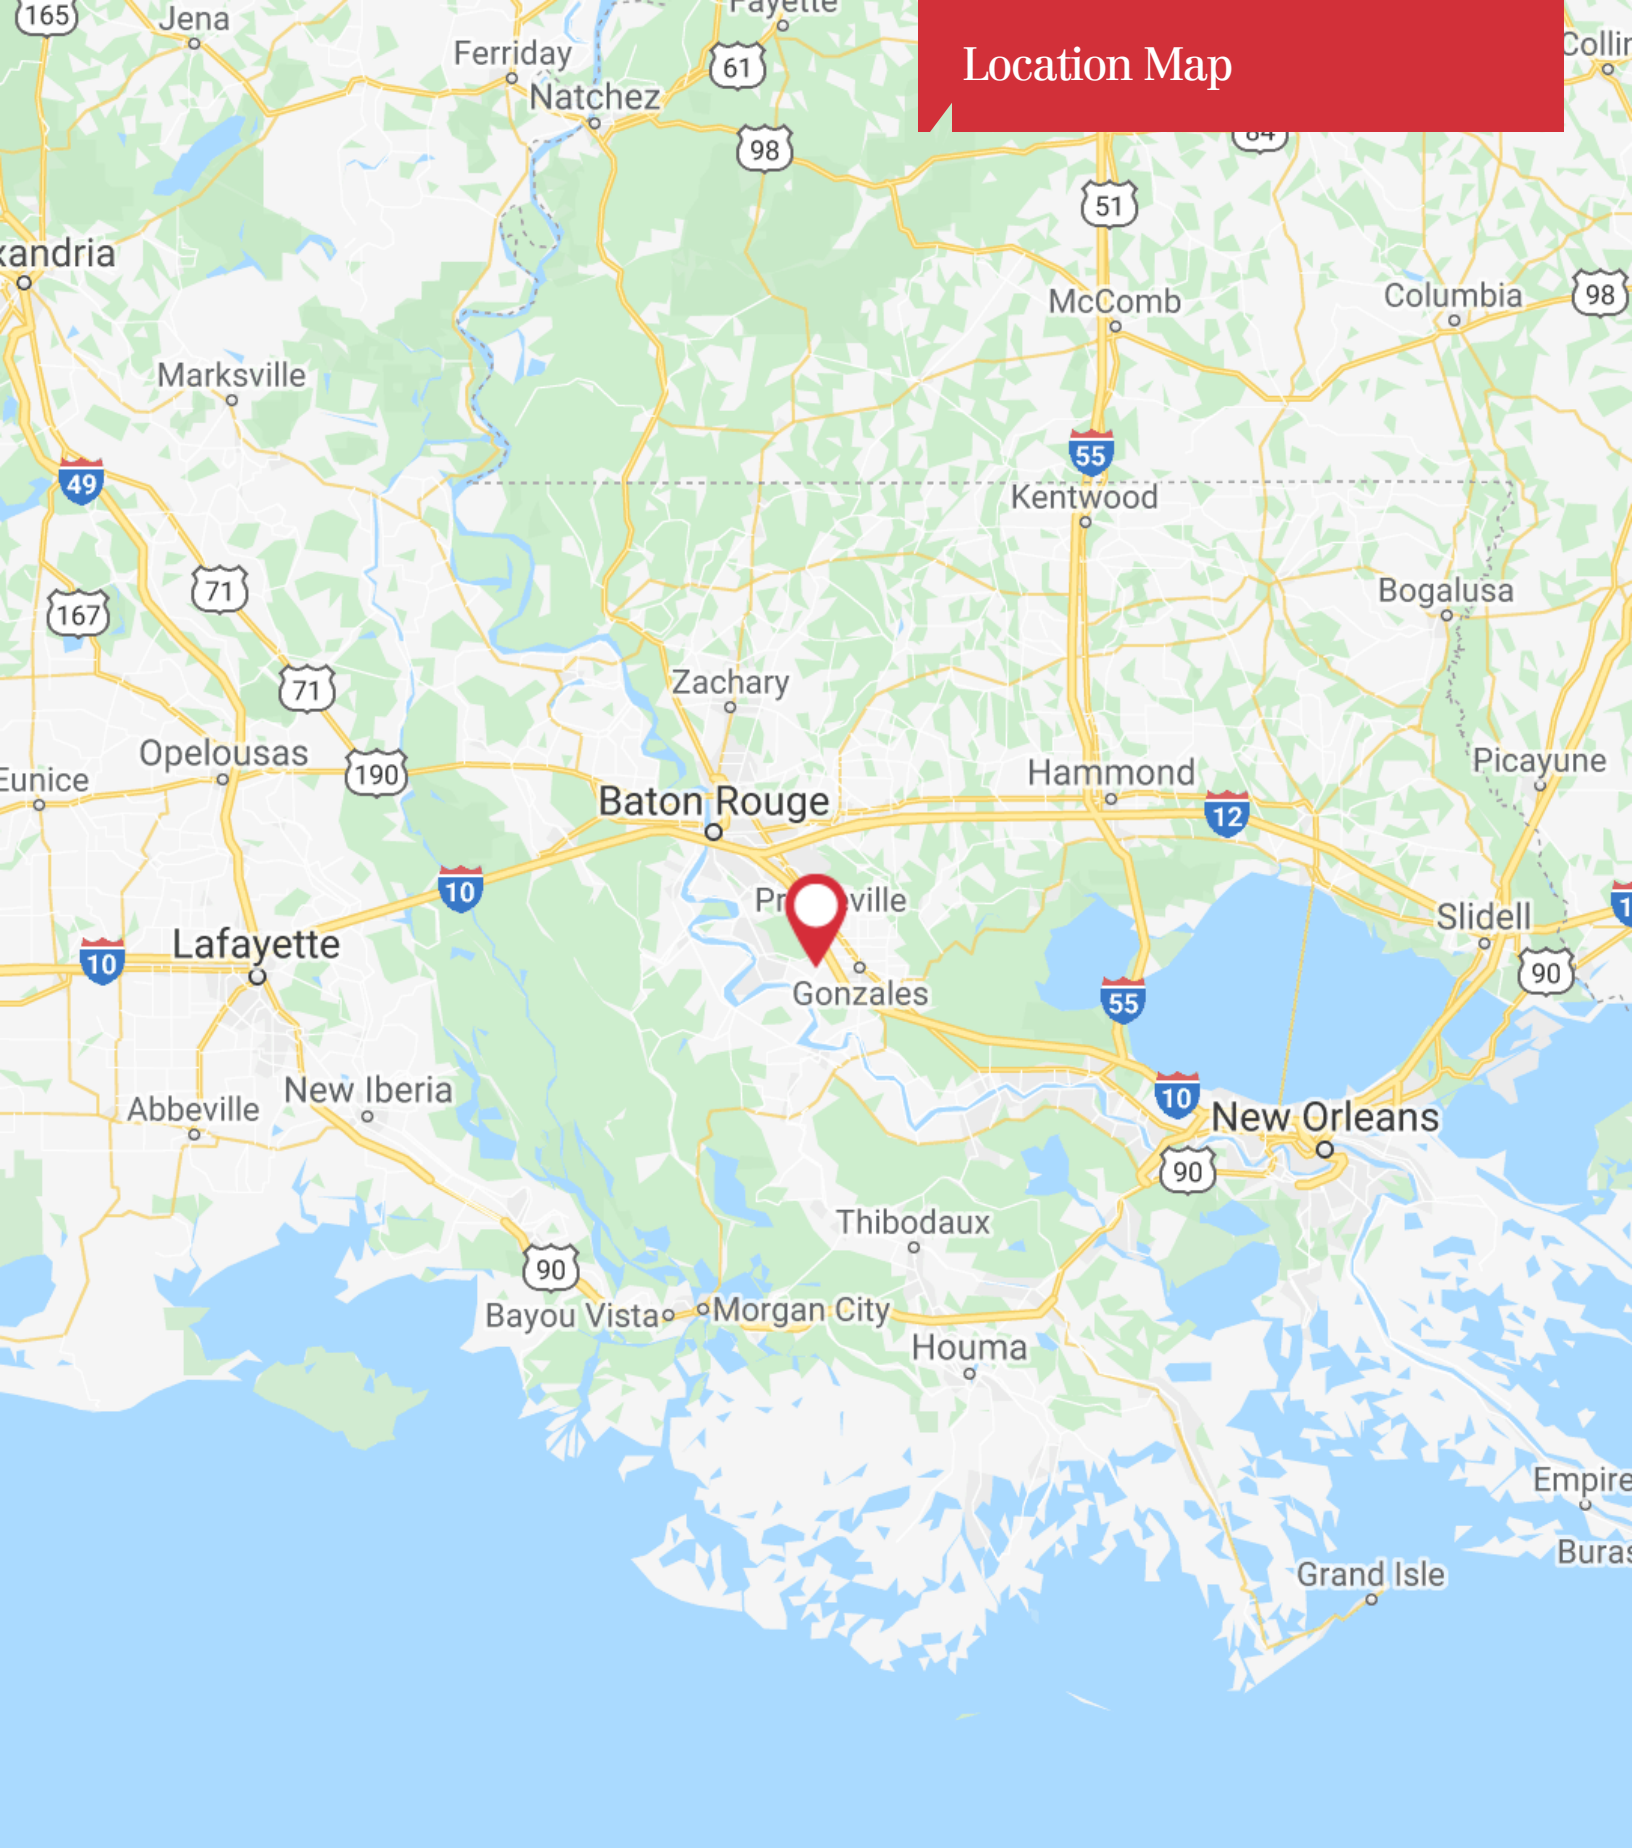 165
Jena
Fayette
Ferriday
61
Location Map
Natchez
98
84
51
xandria
McComb
Columbia
98
Marksville
55
49
Kentwood
71
167
Bogalusa
71
Zachary
Opelousas
190
Eunice
Picayune
Hammond
Baton Rouge
12
10
Slidell
Lafayette
10
90
Gonzales
55
New Iberia
10
Abbeville
New Orleans
90
Thibodaux
90
Bayou Vista
Morgan City
Houma
Empire
Buras
Grand Isle